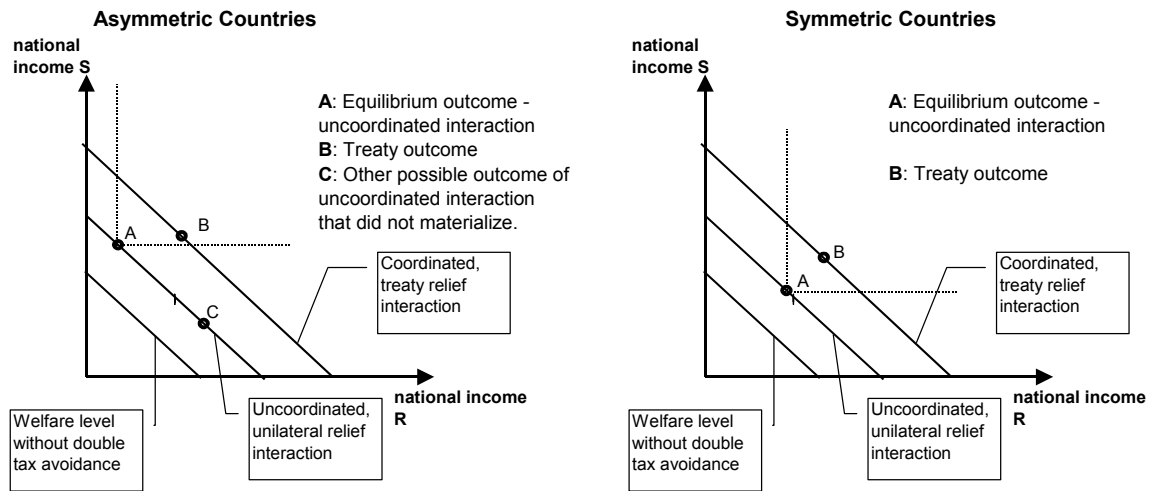 Asymmetric Countries
national
income S
A: Equilibrium outcome -
uncoordinated interaction
B: Treaty outcome
C: Other possible outcome of
uncoordinated interaction
that did not materialize.
A
B
C
I
Coordinated,
treaty relief
interaction
national income
R
Welfare level
without double
tax avoidance
Uncoordinated,
unilateral relief
interaction
Symmetric Countries
national
income S
A: Equilibrium outcome -
uncoordinated interaction
B: Treaty outcome
B
A
I
Coordinated,
treaty relief
interaction
national income
R
Welfare level
without double
tax avoidance
Uncoordinated,
unilateral relief
interaction